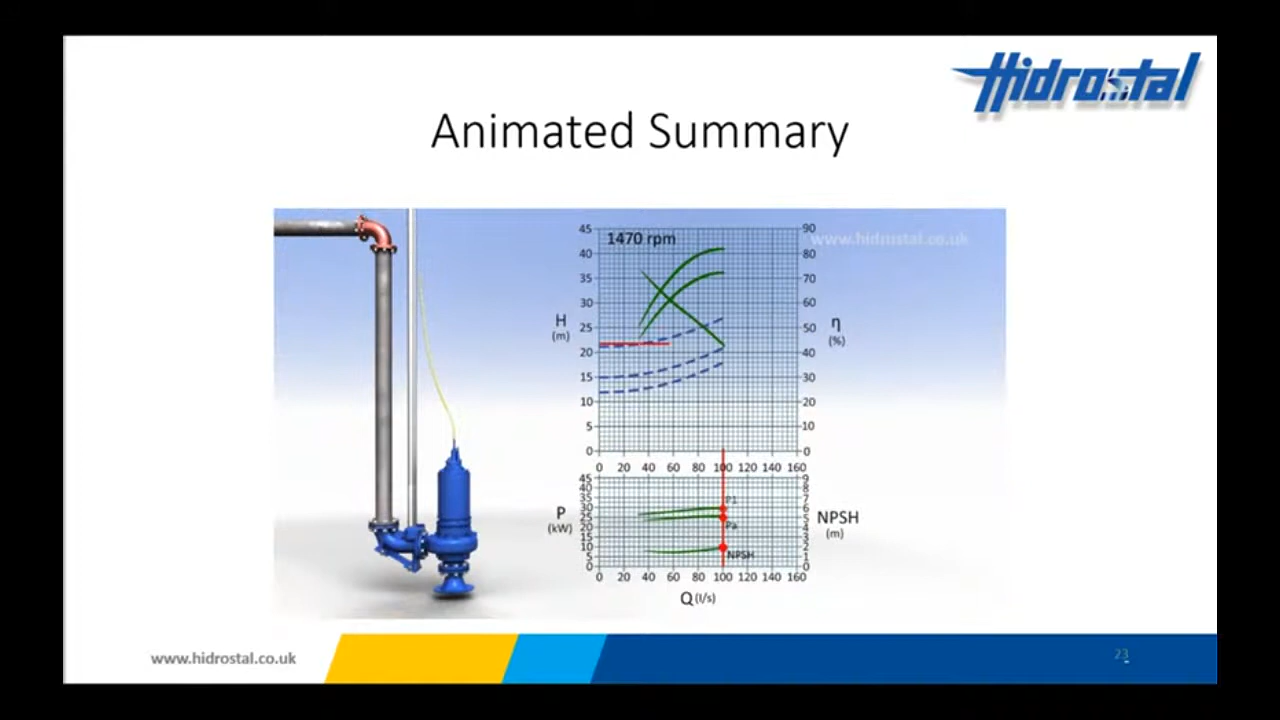 Hidrostal
Animated Summary
1470 rpm
www.hidrostal.co.uk
45
40
35
30
25
20
15
10
5
0
H
(m)
90
80
70
60
50
40
30
20
10
0
η
(%)
0 20 40 60 80 100 120 140 160
45
40
35
30
25
20
15
10
5
0
P
(kW)
9
8
7
6
5
4
3
2
1
0
NPSH
(m)
P1
Pa
NPSH
0 20 40 60 80 100 120 140 160
Q (l/s)
www.hidrostal.co.uk
23